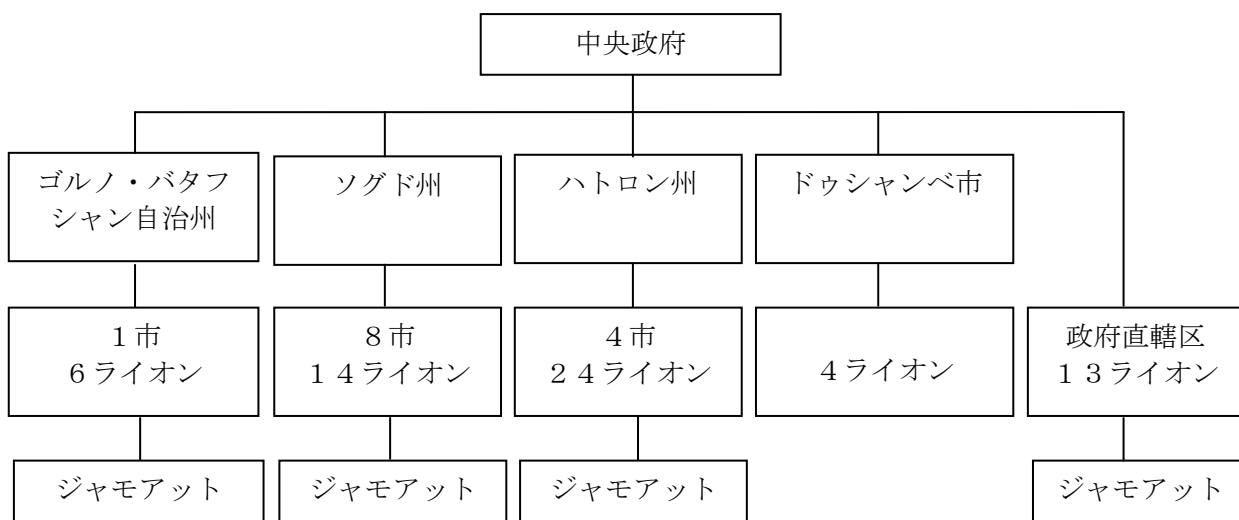 中央政府
ゴルノ・バタフ
シャン自治州
ソグド州
ハトロン州
ドゥシャンベ市
１市
６ライオン
８市
１４ライオン
４市
２４ライオン
４ライオン
政府直轄区
１３ライオン
ジャモアット
ジャモアット
ジャモアット
ジャモアット